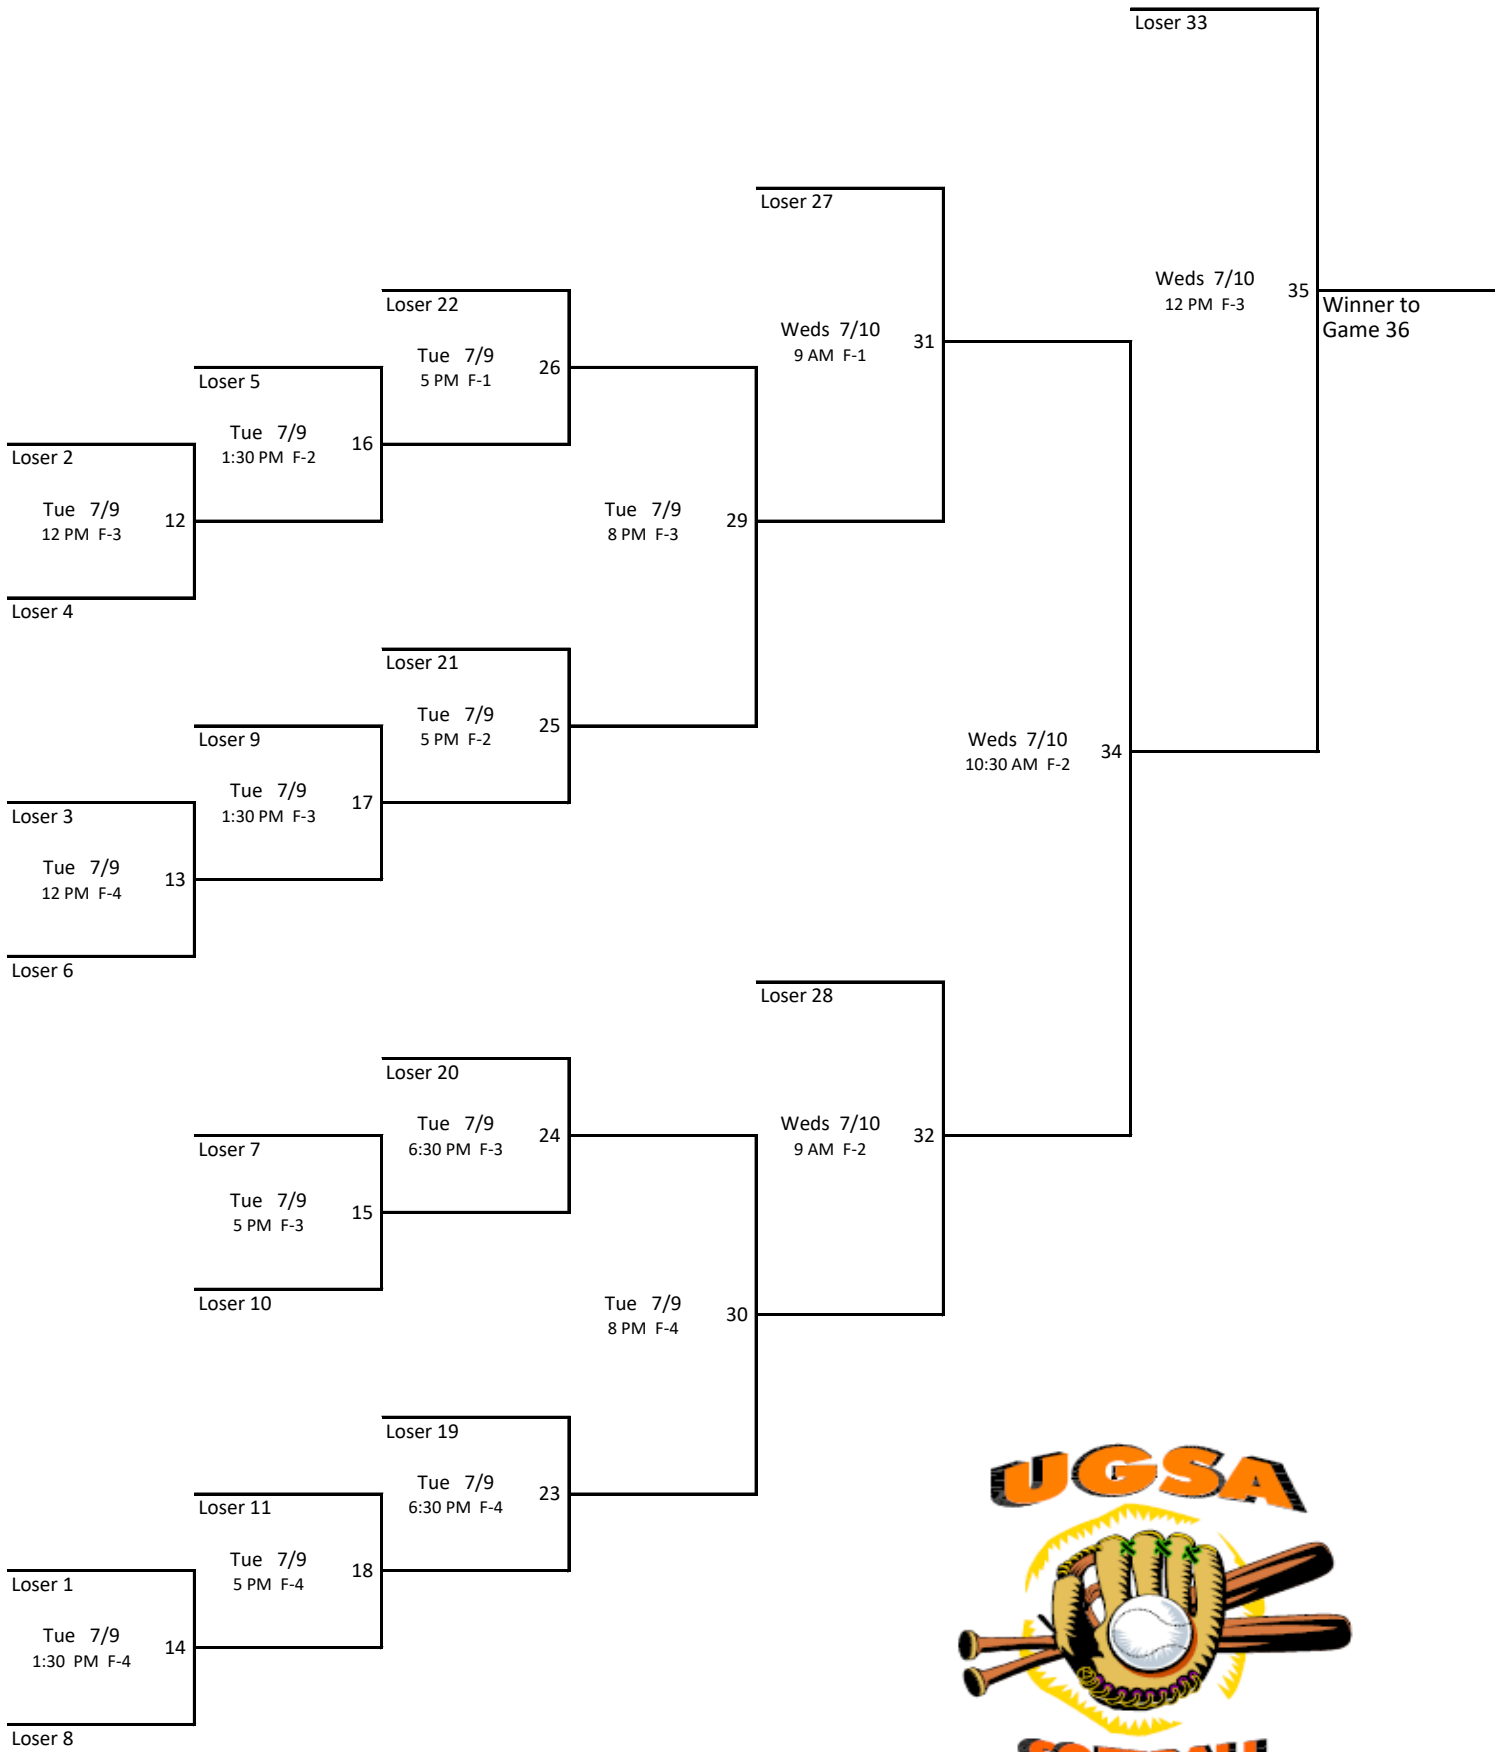 Loser 33
Loser 27
Weds 7/10
12 PM F-3
35
Winner to
Game 36
Loser 22
Weds 7/10
9 AM F-1
31
Tue 7/9
5 PM F-1
26
Loser 5
Tue 7/9
1:30 PM F-2
16
Loser 2
Tue 7/9
12 PM F-3
12
Tue 7/9
8 PM F-3
29
Loser 4
Loser 21
Tue 7/9
5 PM F-2
25
Loser 9
Weds 7/10
10:30 AM F-2
34
Tue 7/9
1:30 PM F-3
17
Loser 3
Tue 7/9
12 PM F-4
13
Loser 6
Loser 28
Loser 20
Tue 7/9
6:30 PM F-3
24
Weds 7/10
9 AM F-2
32
Loser 7
Tue 7/9
5 PM F-3
15
Loser 10
Tue 7/9
8 PM F-4
30
Loser 19
Tue 7/9
6:30 PM F-4
23
UGSA
Loser 11
Tue 7/9
5 PM F-4
18
Loser 1
Tue 7/9
1:30 PM F-4
14
Loser 8
SOFTBALL